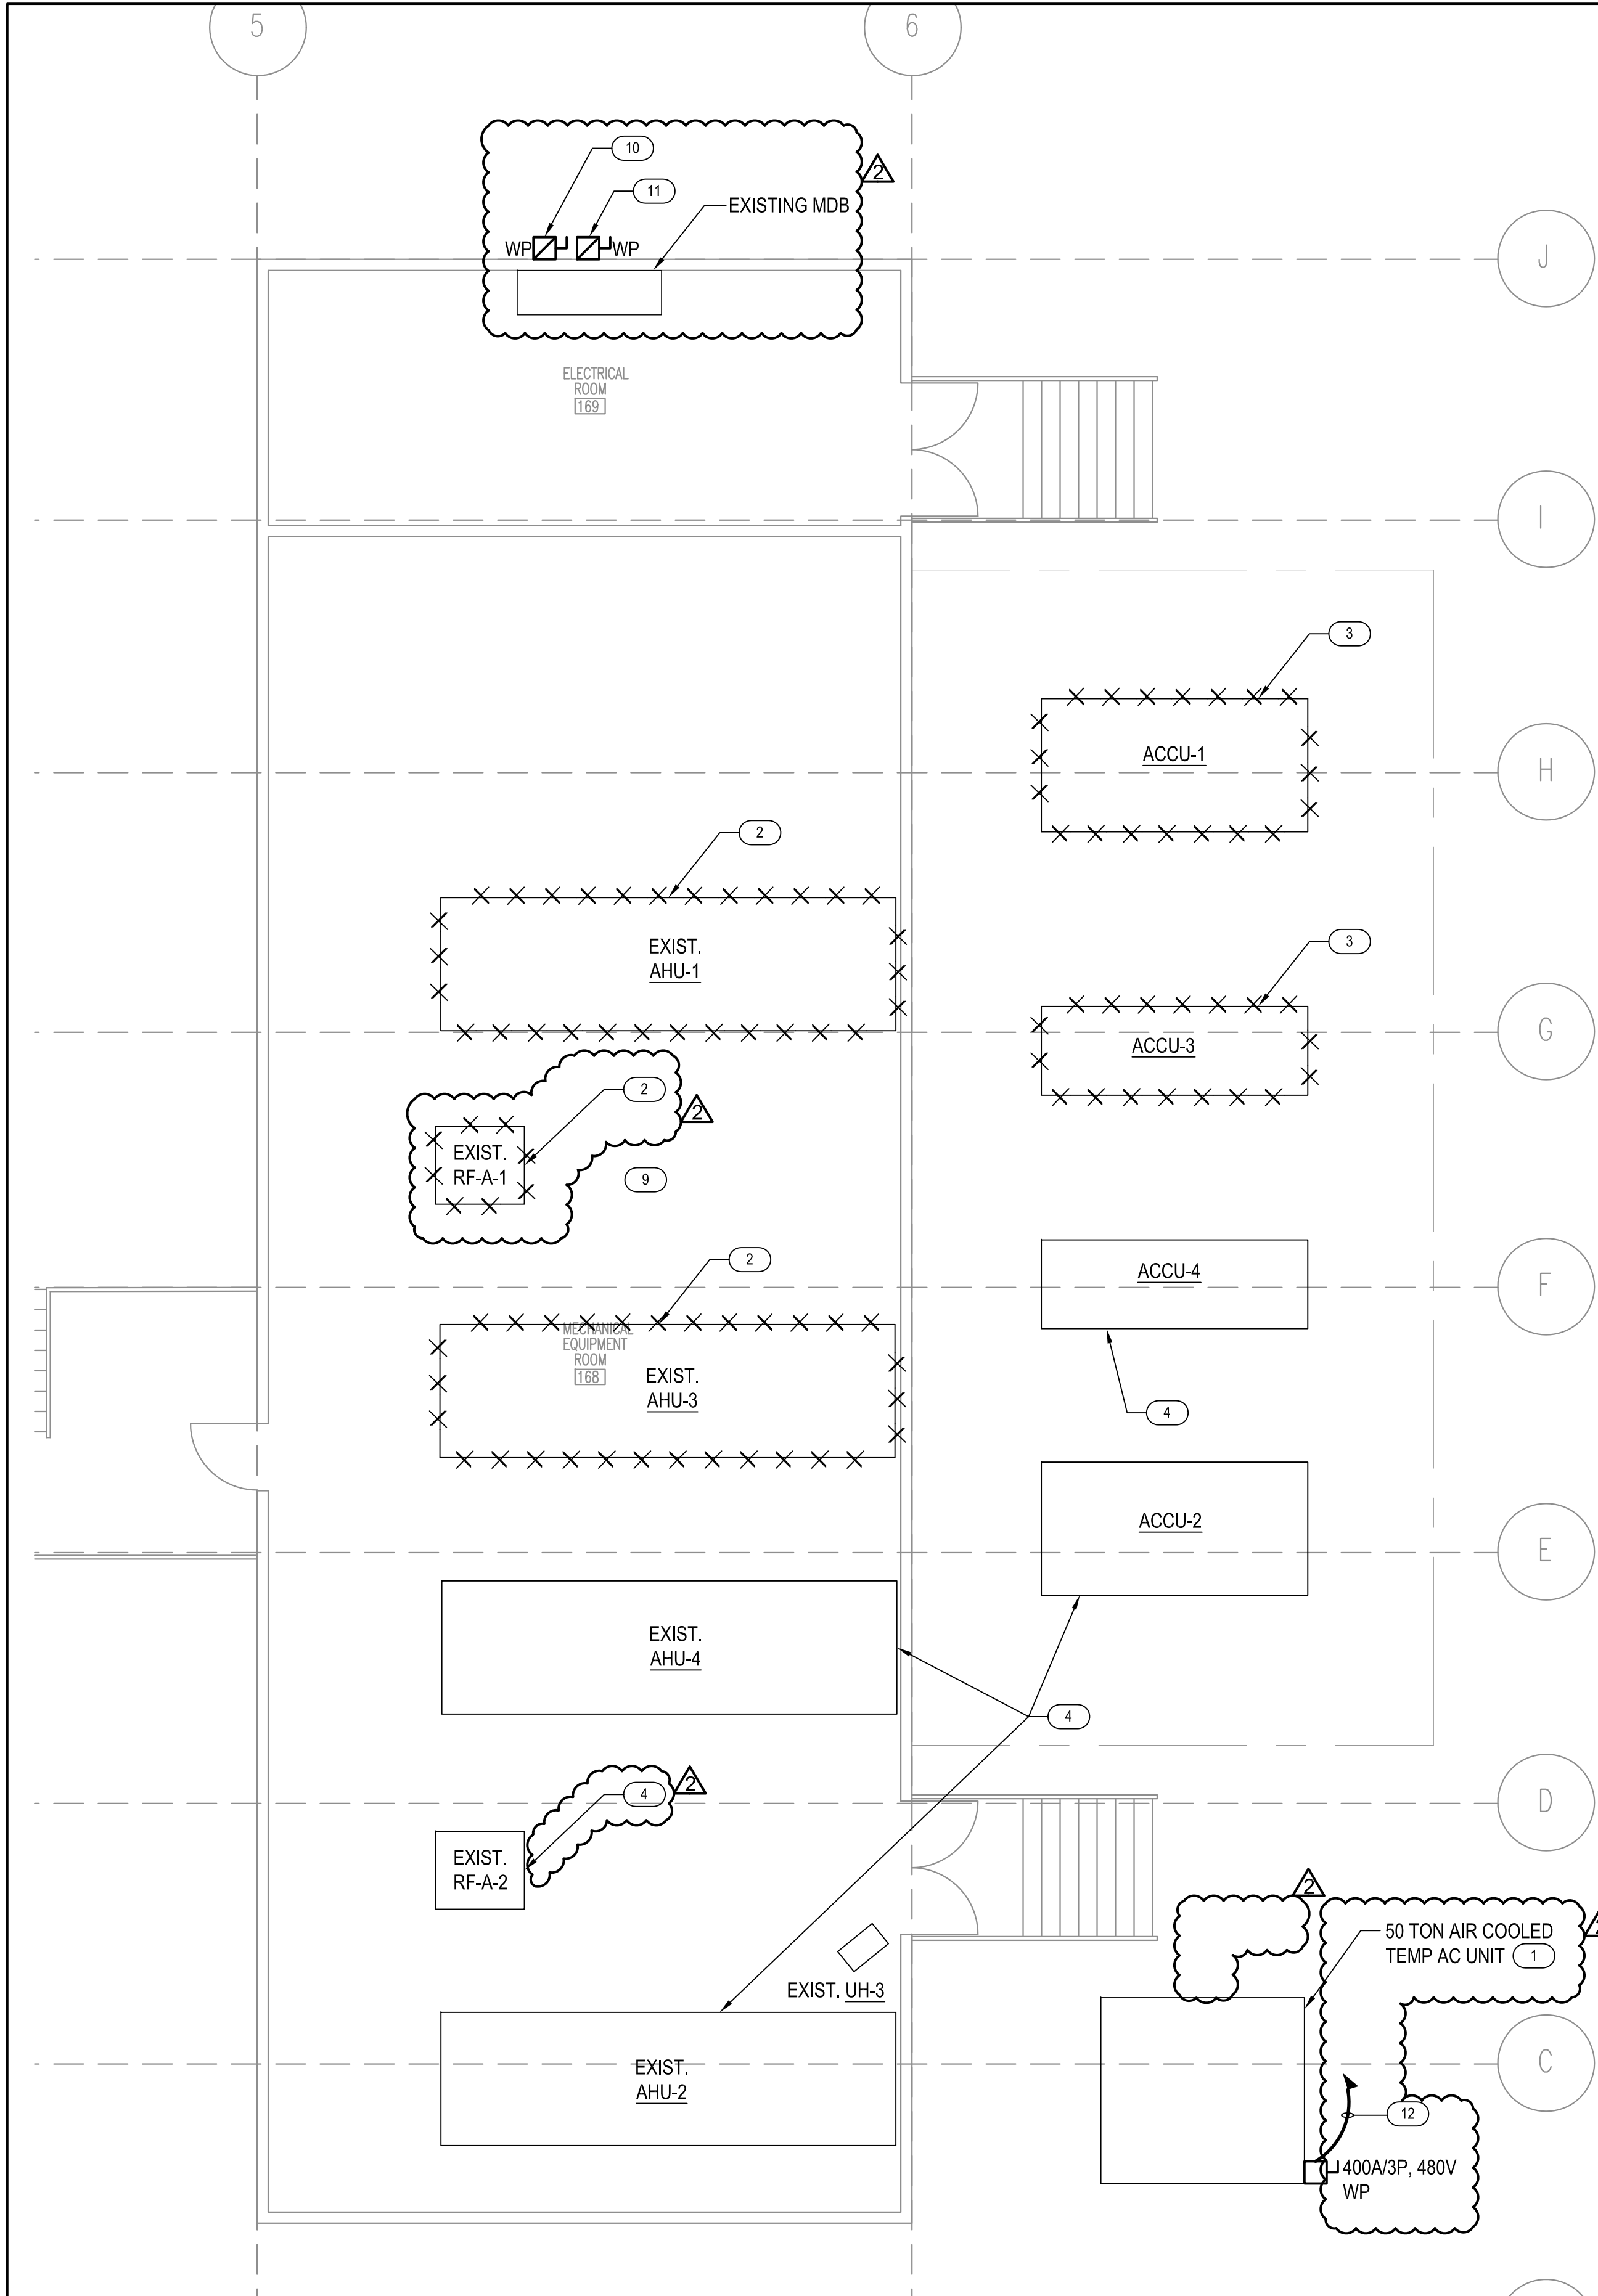 5
6
10
2
11
EXISTING MDB
WP
WP
J
ELECTRICAL
ROOM
169
I
3
ACCU-1
H
2
EXIST.
AHU-1
3
ACCU-3
G
2
2
EXIST.
RF-A-1
9
2
ACCU-4
F
MECHANICAL
EQUIPMENT
ROOM
168
EXIST.
AHU-3
4
ACCU-2
E
EXIST.
AHU-4
4
2
4
D
EXIST.
RF-A-2
2
50 TON AIR COOLED
TEMP AC UNIT 1
2
EXIST. UH-3
EXIST.
AHU-2
C
12
400A/3P, 480V
WP